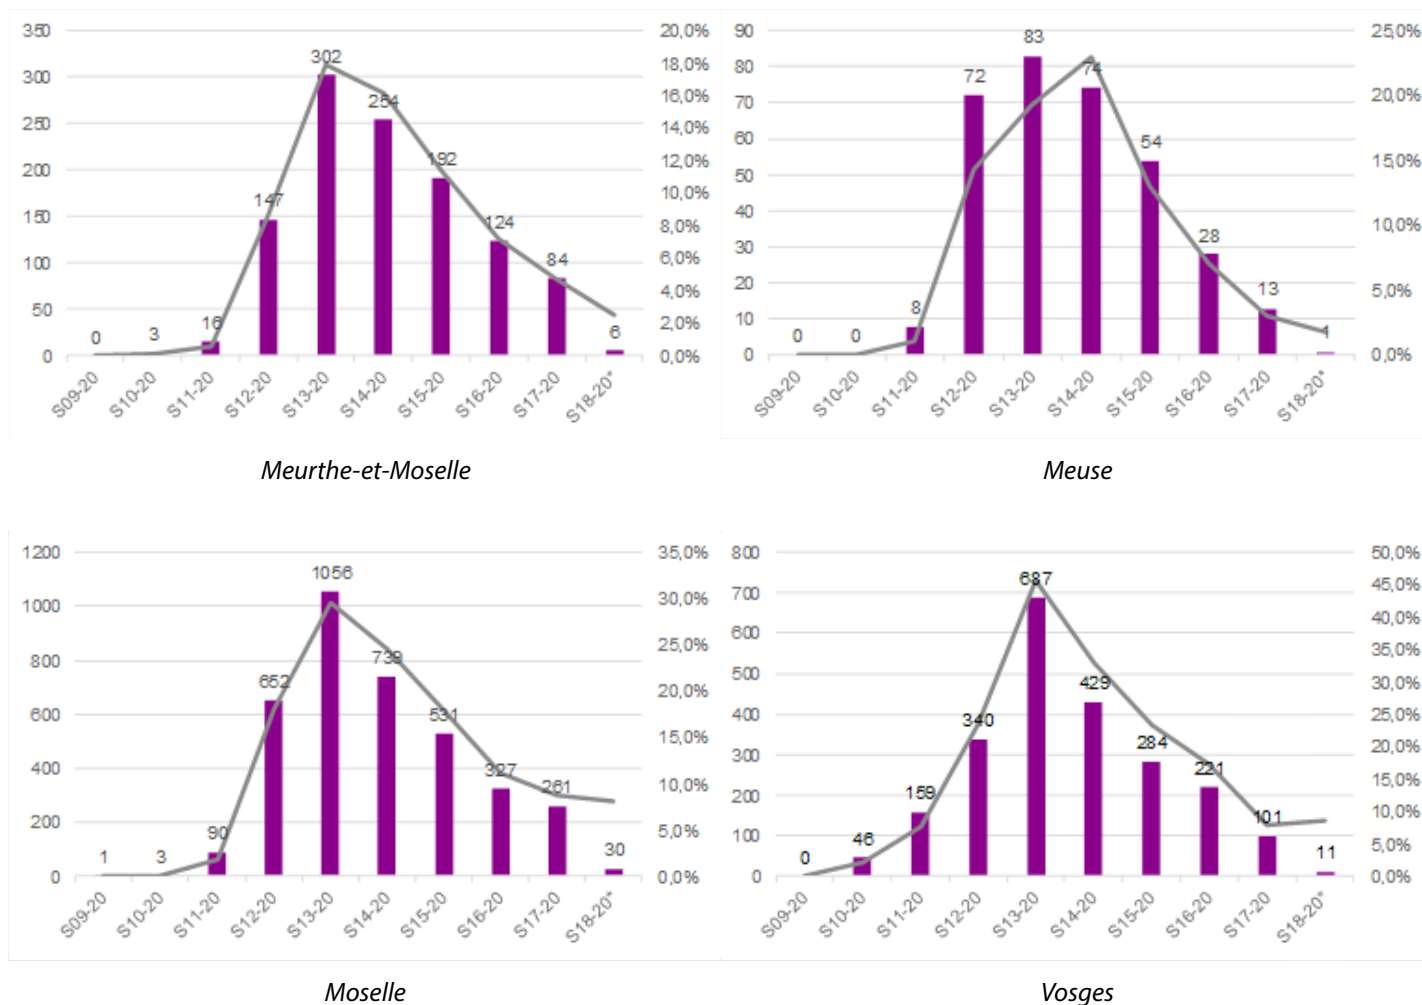 350 20,0% 90 25,0%
302 83
300 18,0% 80
254 16,0% 72 74 20,0%
250 14,0% 70
192 60 54
200 12,0% 50 15,0%
147 10,0%
150 124 8,0% 40 10,0%
100 84 6,0% 30 28
4,0% 20 5,0%
50 16 2,0% 10 8 13
0 3 6 0 0 1
0 0,0% 0 0,0%
S09-20 S10-20 S11-20 S12-20 S13-20 S14-20 S15-20 S16-20 S17-20 S18-20* S09-20 S10-20 S11-20 S12-20 S13-20 S14-20 S15-20 S16-20 S17-20 S18-20*
Meurthe-et-Moselle Meuse
1200 35,0% 800 50,0%
1056 687
1000 30,0% 700 45,0%
40,0%
800 739 25,0% 600 35,0%
652 500 429
600 531 20,0% 400 340 30,0%
15,0% 25,0%
400 327 300 284 20,0%
261 10,0% 200 159 221 15,0%
200 90 5,0% 100 46 101 10,0%
1 3 30 0 11 5,0%
0 0,0% 0 0,0%
S09-20 S10-20 S11-20 S12-20 S13-20 S14-20 S15-20 S16-20 S17-20 S18-20* S09-20 S10-20 S11-20 S12-20 S13-20 S14-20 S15-20 S16-20 S17-20 S18-20*
Moselle Vosges